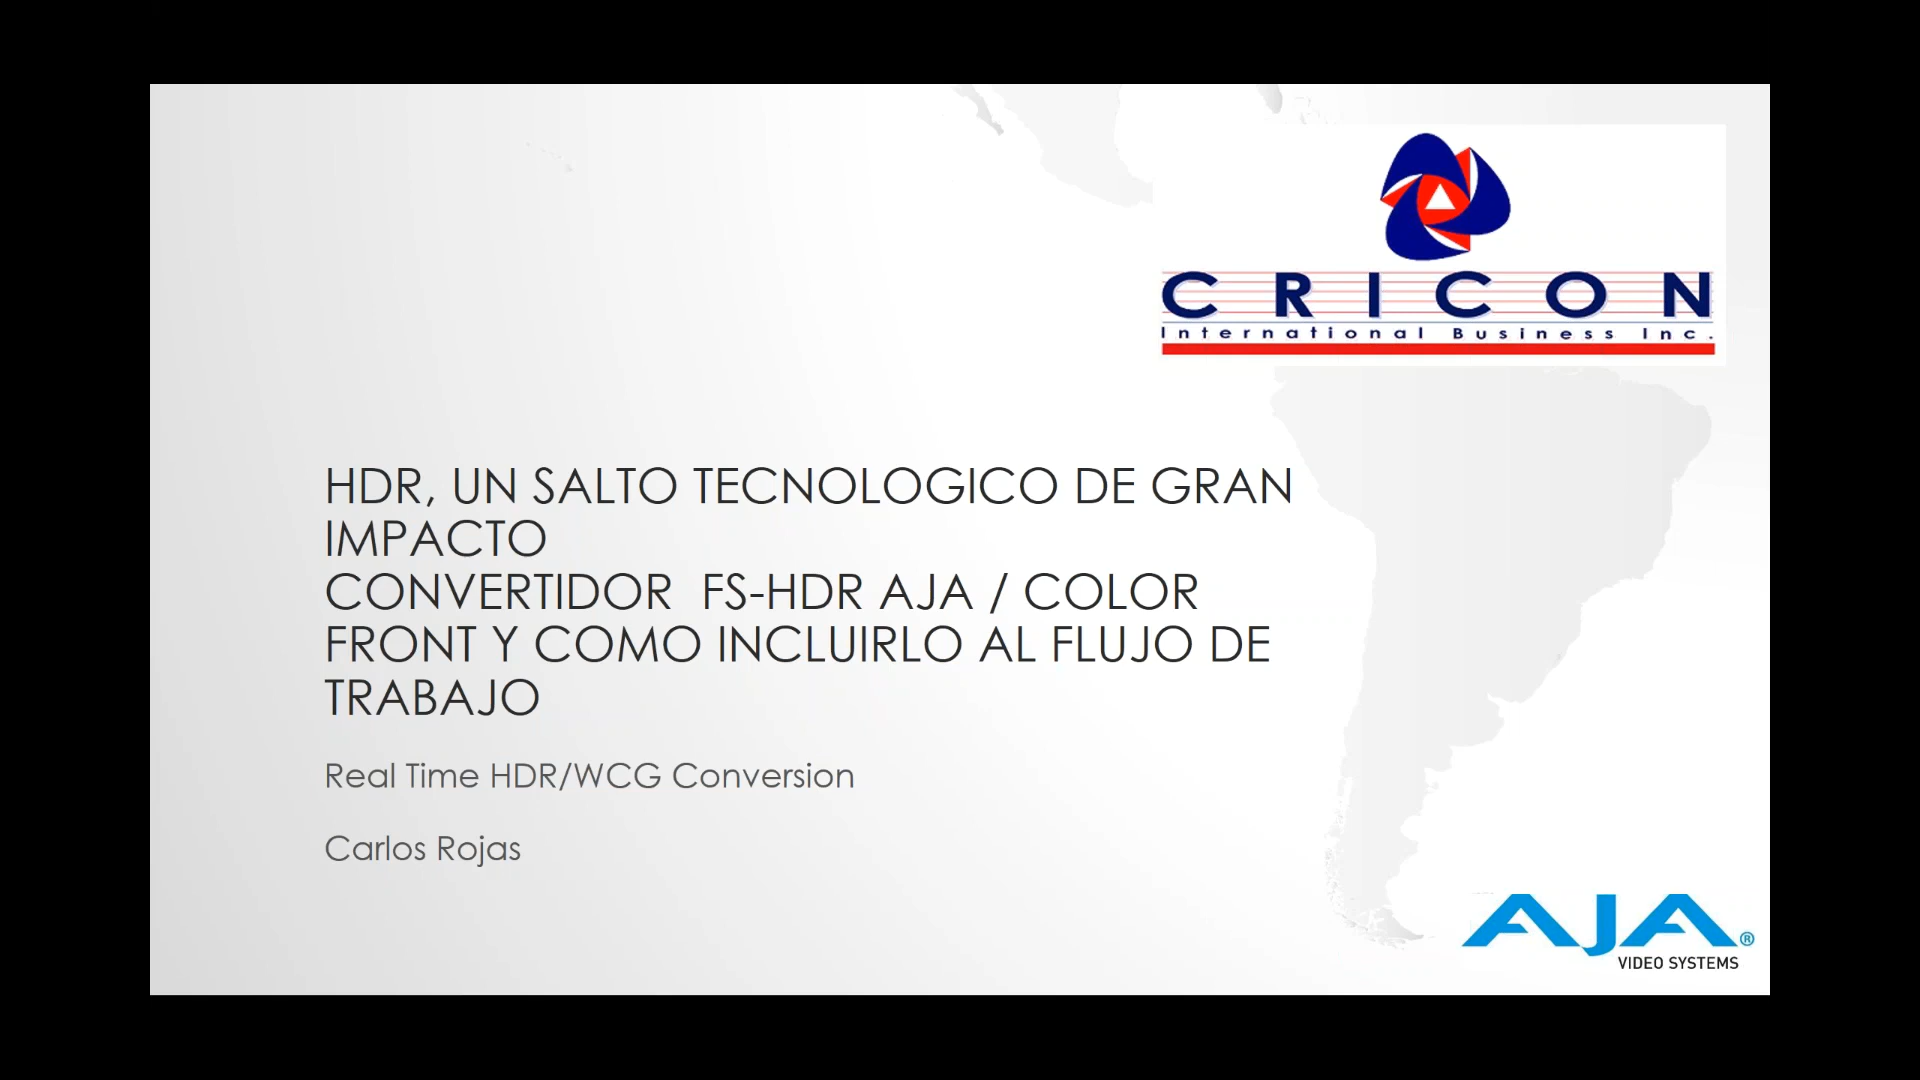 CRICON
International Business Inc.
HDR, UN SALTO TECNOLOGICO DE GRAN
IMPACTO
CONVERTIDOR FS-HDR AJA / COLOR
FRONT Y COMO INCLUIRLO AL FLUJO DE
TRABAJO
Real Time HDR/WCG Conversion
Carlos Rojas
AJA®
VIDEO SYSTEMS